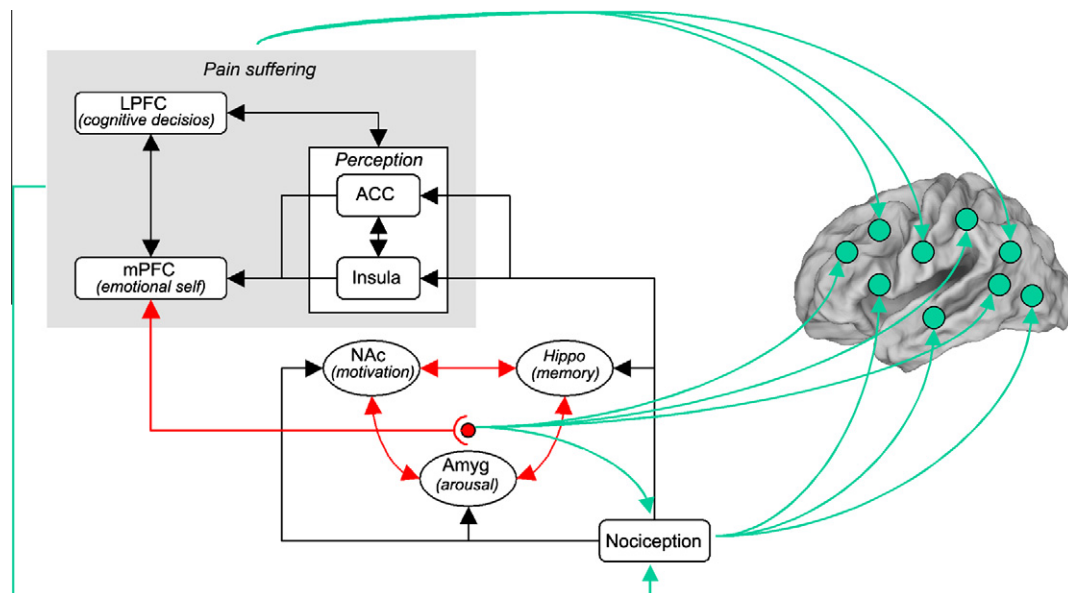 Pain suffering
LPFC
(cognitive decisios)
Perception
ACC
Insula
mPFC
(emotional self)
NAc
(motivation)
Hippo
(memory)
Amyg
(arousal)
Nociception